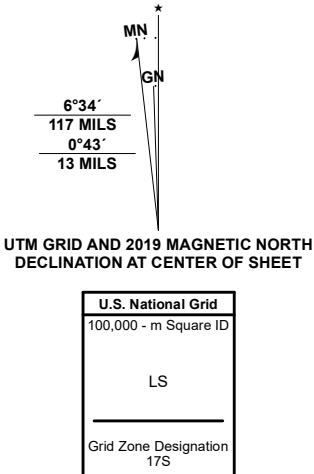 ★
MN
GN
6°34´
117 MILS
0°43´
13 MILS
UTM GRID AND 2019 MAGNETIC NORTH
DECLINATION AT CENTER OF SHEET
U.S. National Grid
100,000 - m Square ID
LS
Grid Zone Designation
17S